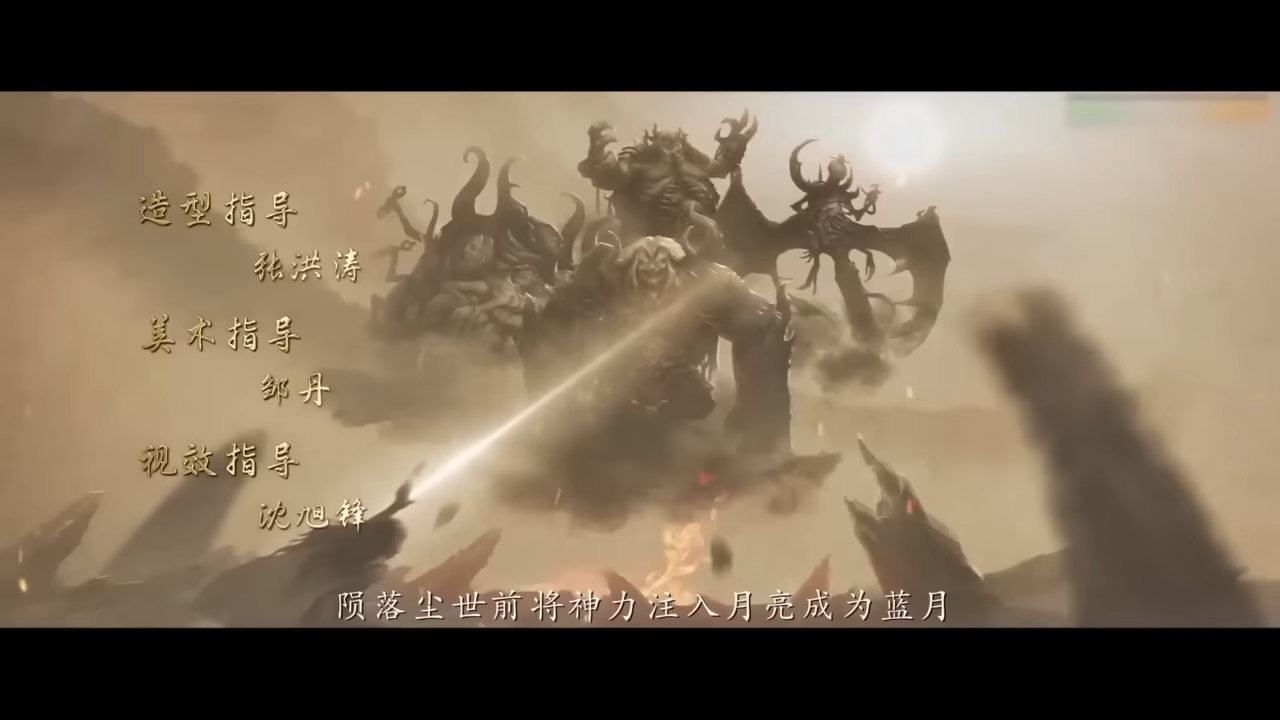 造型指导
张洪涛
美术指导
邹丹
视效指导
沈旭锋
陨落尘世前将神力注入月亮成为蓝月